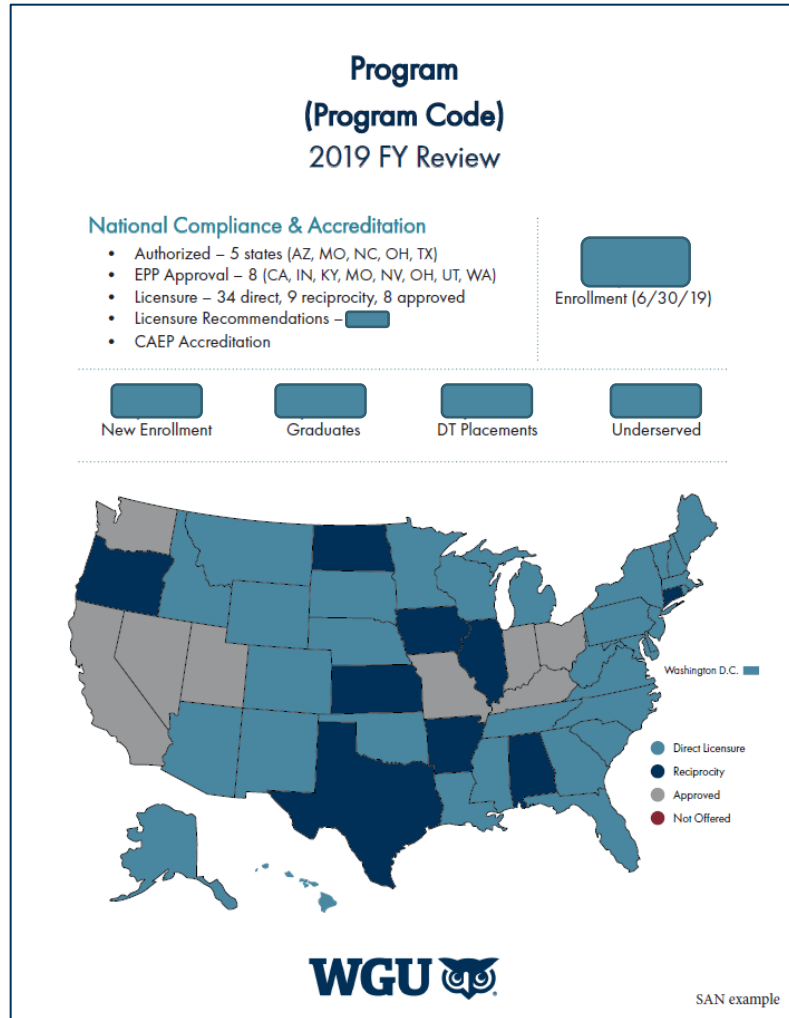 Program
(Program Code)
2019 FY Review
National Compliance & Accreditation
• Authorized – 5 states (AZ, MO, NC, OH, TX)
• EPP Approval – 8 (CA, IN, KY, MO, NV, OH, UT, WA)
• Licensure – 34 direct, 9 reciprocity, 8 approved
• Licensure Recommendations –
• CAEP Accreditation
Enrollment (6/30/19)
New Enrollment
Graduates
DT Placements
Underserved
Washington D.C.
Direct Licensure
Reciprocity
Approved
Not Offered
WGU
SAN example